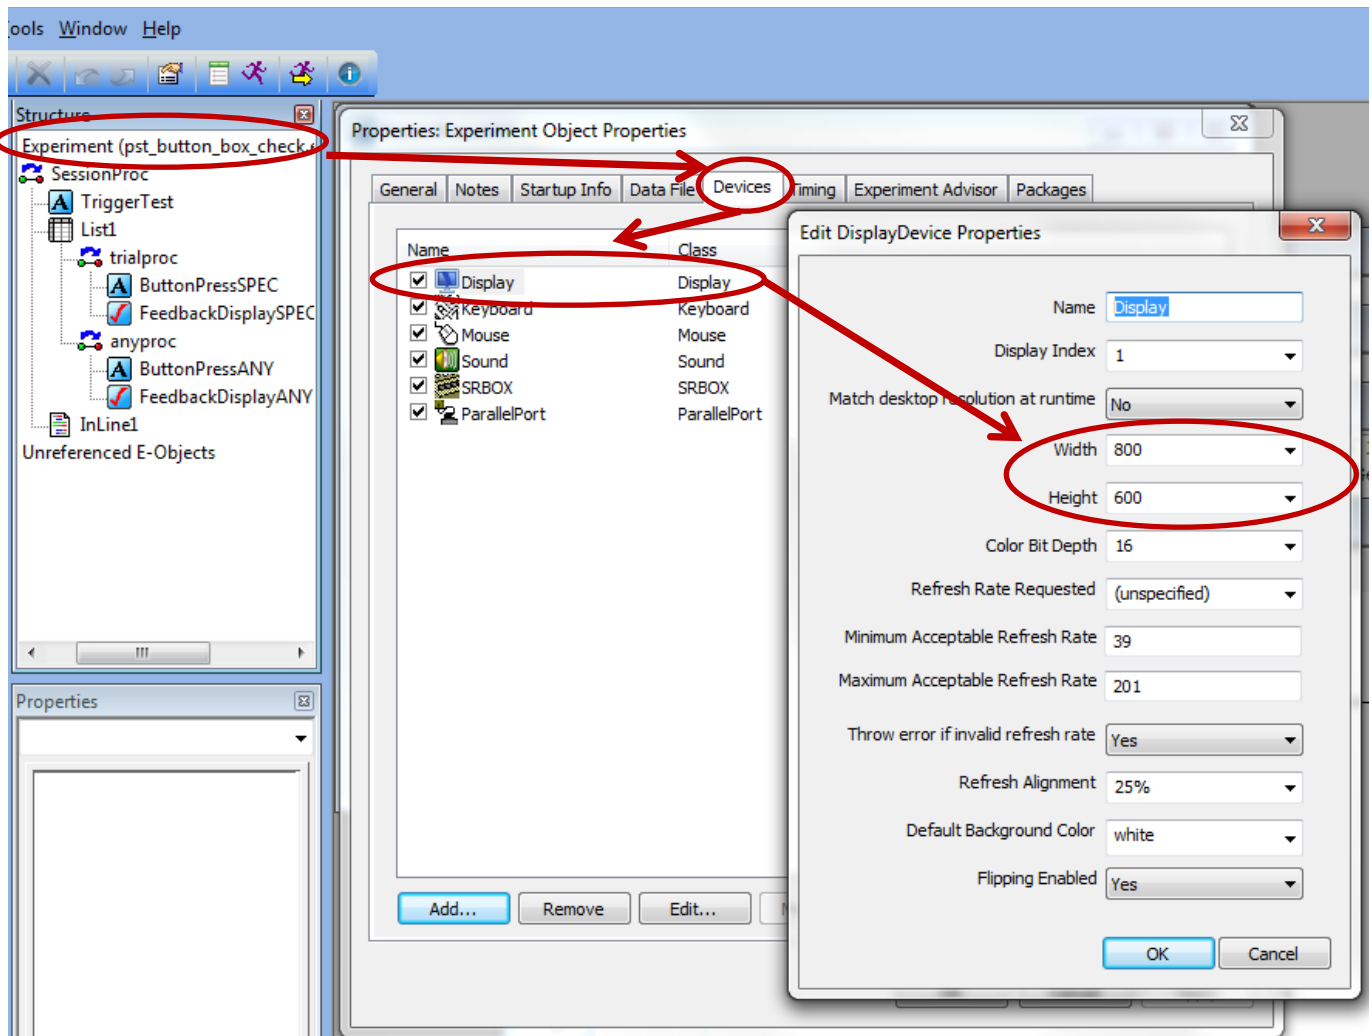 ools Window Help
Structure
Experiment (pst_button_box_check.
SessionProc
TriggerTest
List1
trialproc
ButtonPressSPEC
FeedbackDisplaySPEC
anyproc
ButtonPressANY
FeedbackDisplayANY
InLine1
Unreferenced E-Objects
Properties
Properties: Experiment Object Properties
General Notes Startup Info Data File Devices Timing Experiment Advisor Packages
Name Class
Display Display
Keyboard Keyboard
Mouse Mouse
Sound Sound
SRBOX SRBOX
ParallelPort ParallelPort
Add... Remove Edit...
Edit DisplayDevice Properties
Name Display
Display Index 1
Match desktop resolution at runtime No
Width 800
Height 600
Color Bit Depth 16
Refresh Rate Requested (unspecified)
Minimum Acceptable Refresh Rate 39
Maximum Acceptable Refresh Rate 201
Throw error if invalid refresh rate Yes
Refresh Alignment 25%
Default Background Color white
Flipping Enabled Yes
OK Cancel